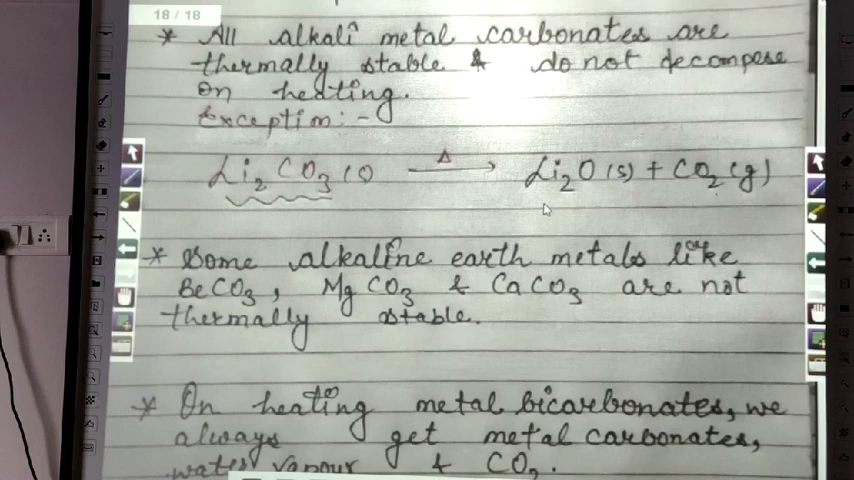 18 / 18
* All alkali metal carbonates are
thermally stable & do not decompose
on heating.
Exception: -
Li2CO3(s) —Δ→ Li2O(s) + CO2(g)
* Some alkaline earth metals like
BeCO3, MgCO3 & CaCO3 are not
thermally stable.
* On heating metal bicarbonates, we
always get metal carbonates,
water vapour & CO2.